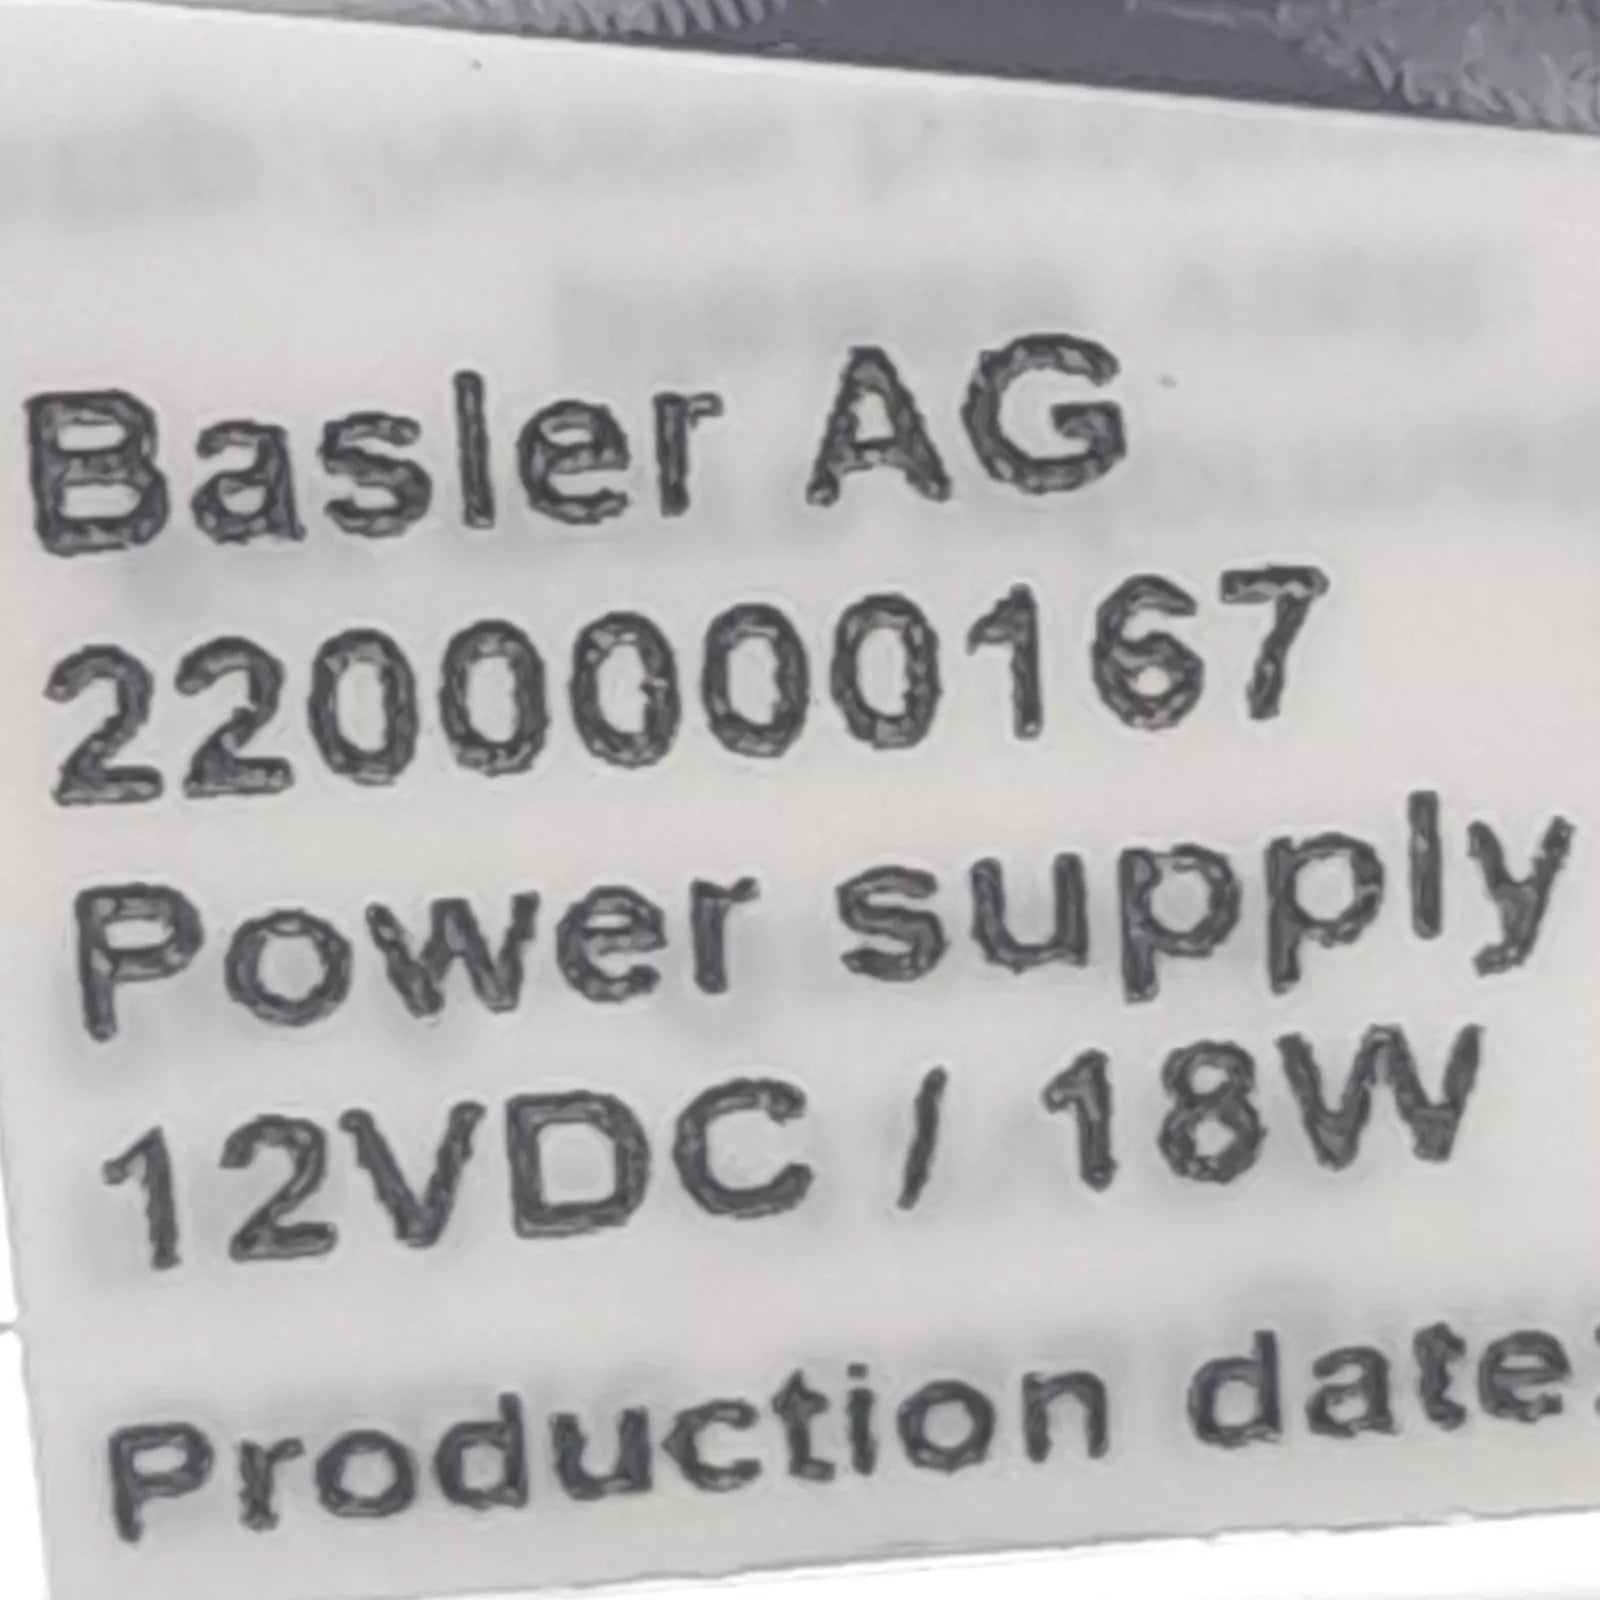 Basler AG
2200000167
Power supply
12VDC / 18W
Production date: